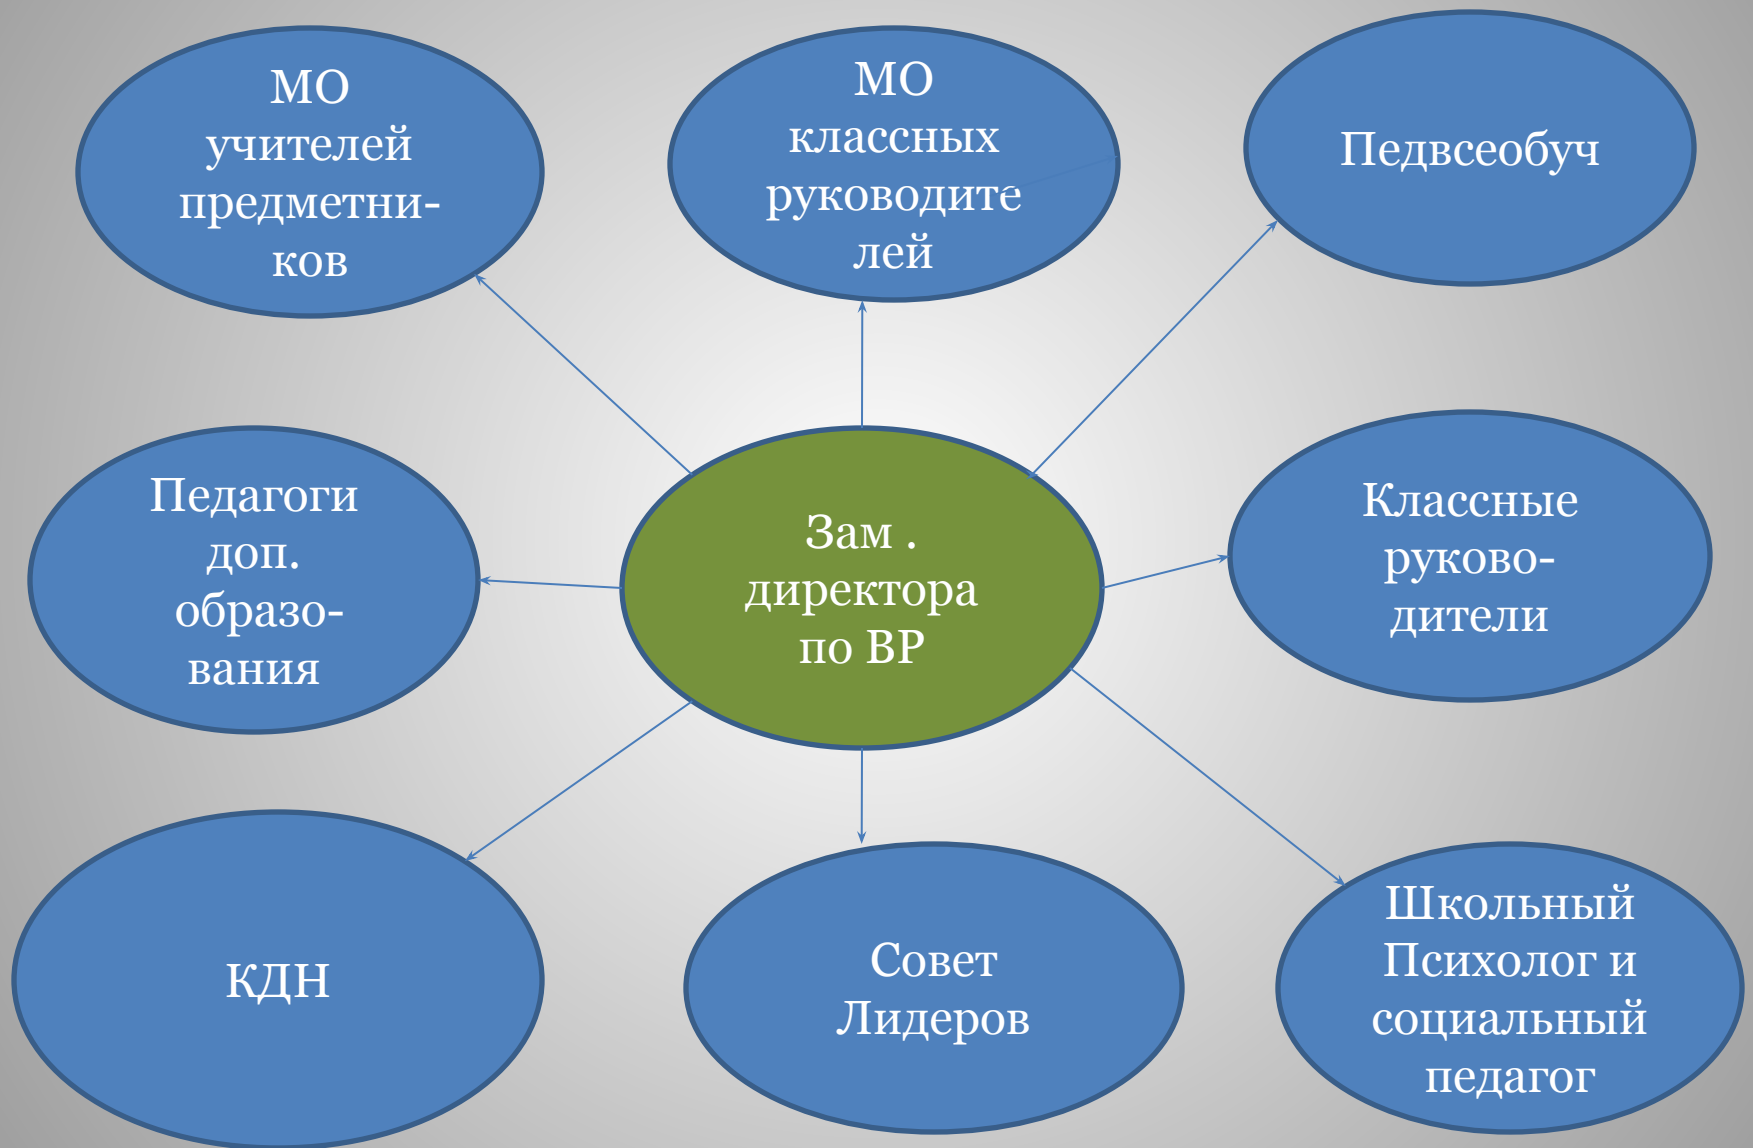 МО
учителей
предметни-
ков
МО
классных
руководите
лей
Педвсеобуч
Педагоги
доп.
образо-
вания
Зам .
директора
по ВР
Классные
руково-
дители
КДН
Совет
Лидеров
Школьный
Психолог и
социальный
педагог